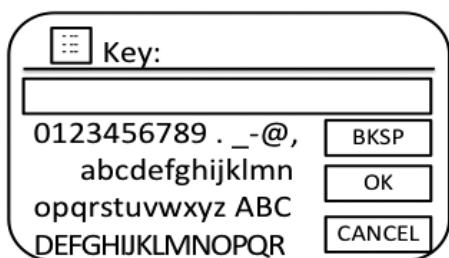 Key:
0123456789 . _-@,
abcdefghijklmn
opqrstuvwxyz ABC
DEFGHIJKLMNOPQR
BKSP
OK
CANCEL